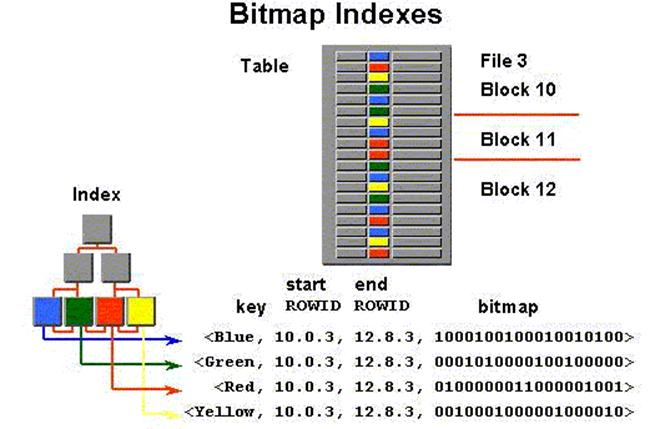 Bitmap Indexes
Table
File 3
Block 10
Block 11
Block 12
Index
start end
key ROWID ROWID bitmap
<Blue, 10.0.3, 12.8.3, 1000100100010010100>
<Green, 10.0.3, 12.8.3, 0001010000100100000>
<Red, 10.0.3, 12.8.3, 0100000011000001001>
<Yellow, 10.0.3, 12.8.3, 0010001000001000010>